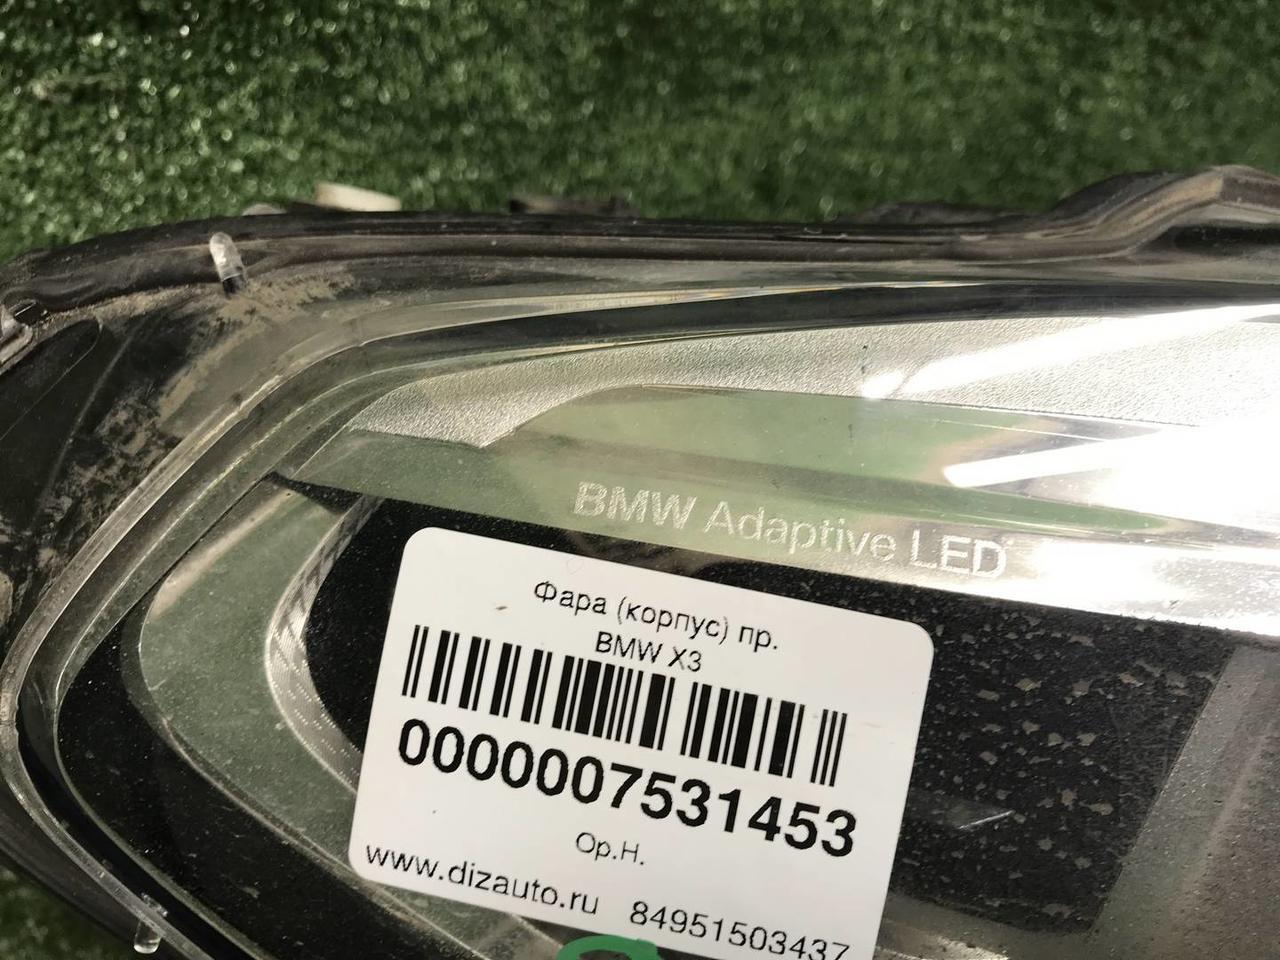 BMW Adaptive LED
Фара (корпус) пр.
BMW X3
0000007531453
Ор.Н.
www.dizauto.ru 84951503437